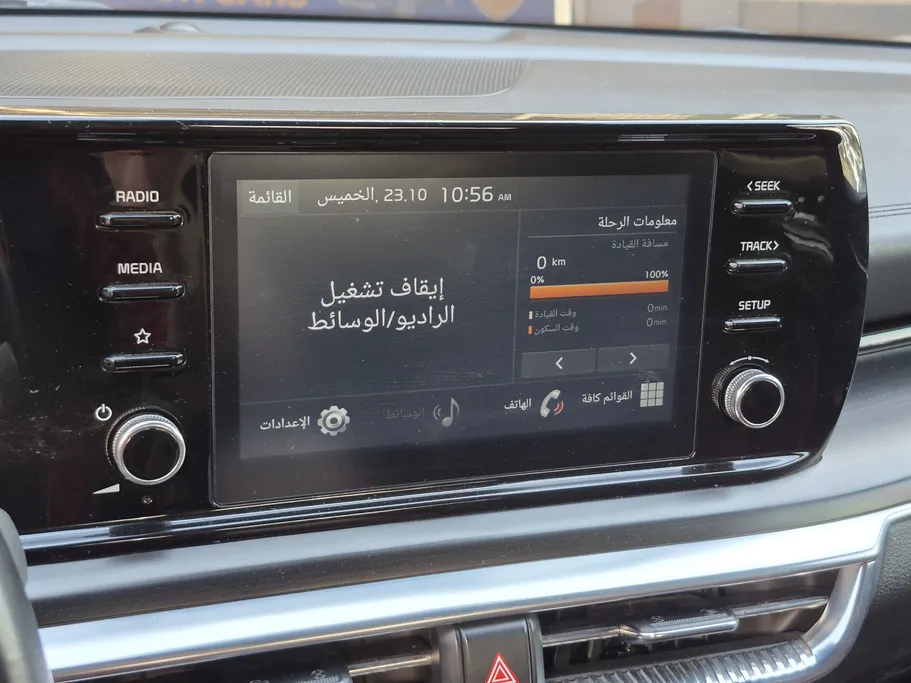 RADIO
MEDIA
القائمة
الخميس, 23.10 10:56 AM
إيقاف تشغيل
الراديو/الوسائط
معلومات الرحلة
مسافة القيادة
0 km
0% 100%
وقت القيادة 0 min
وقت السكون 0 min
الإعدادات
الوسائط
الهاتف
القوائم كافة
< SEEK
TRACK >
SETUP